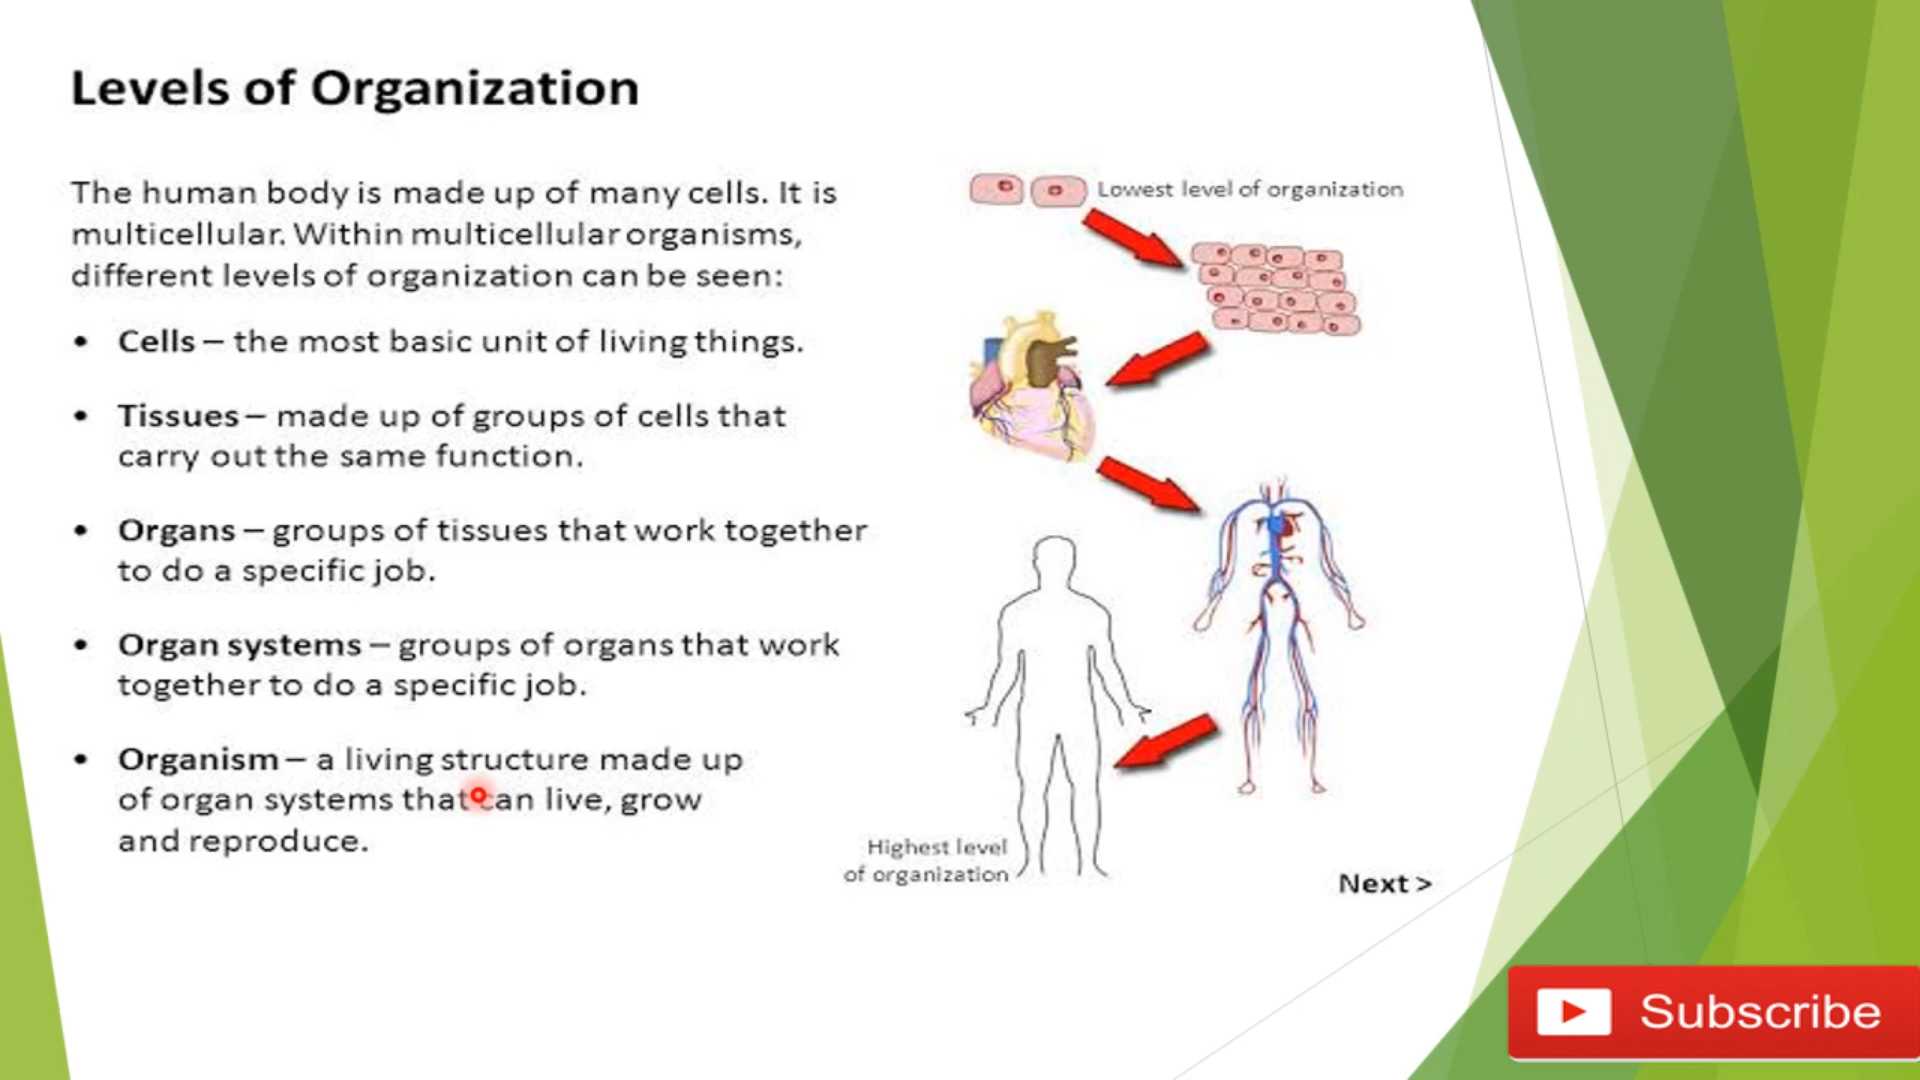 Levels of Organization
The human body is made up of many cells. It is
multicellular. Within multicellular organisms,
different levels of organization can be seen:
• Cells – the most basic unit of living things.
• Tissues – made up of groups of cells that
carry out the same function.
• Organs – groups of tissues that work together
to do a specific job.
• Organ systems – groups of organs that work
together to do a specific job.
• Organism – a living structure made up
of organ systems that can live, grow
and reproduce.
Lowest level of organization
Highest level
of organization
Next >
Subscribe